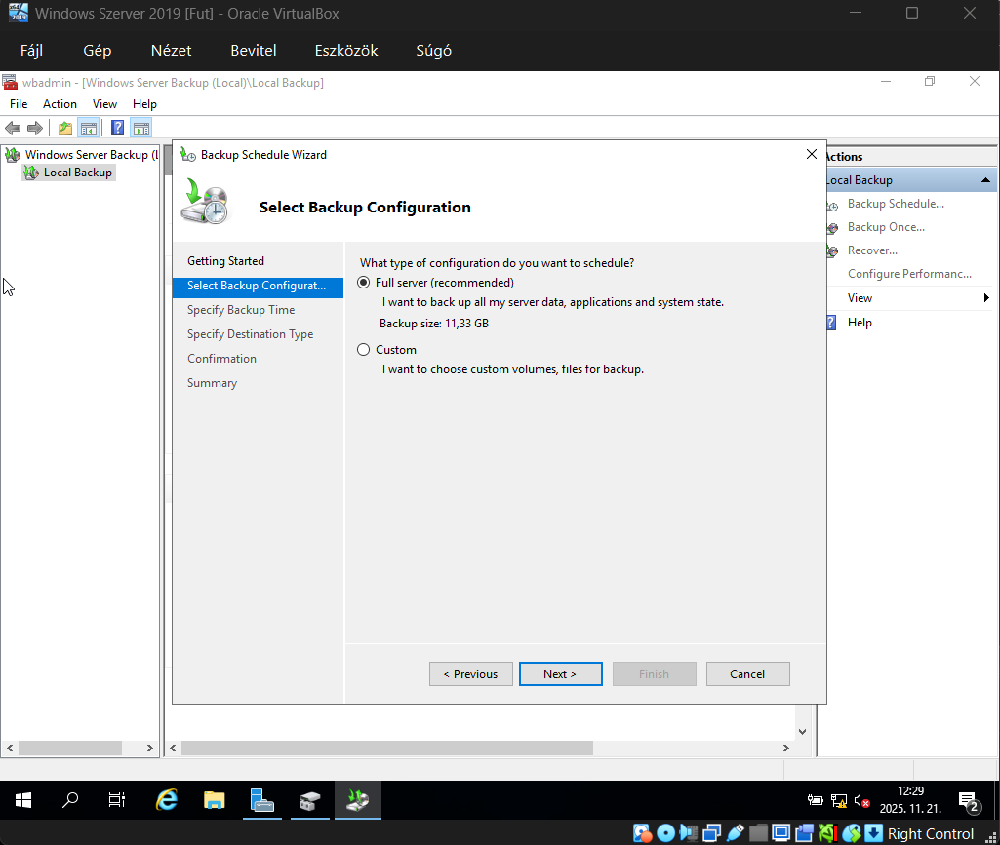 Windows Szerver 2019 [Fut] - Oracle VirtualBox
Fájl Gép Nézet Bevitel Eszközök Súgó
wbadmin - [Windows Server Backup (Local)\Local Backup]
File Action View Help
Windows Server Backup (L
Local Backup
Backup Schedule Wizard
Select Backup Configuration
Getting Started
Select Backup Configurat...
Specify Backup Time
Specify Destination Type
Confirmation
Summary
What type of configuration do you want to schedule?
Full server (recommended)
I want to back up all my server data, applications and system state.
Backup size: 11,33 GB
Custom
I want to choose custom volumes, files for backup.
< Previous Next > Finish Cancel
Actions
Local Backup
Backup Schedule...
Backup Once...
Recover...
Configure Performanc...
View
Help
12:29
2025. 11. 21.
2
Right Control